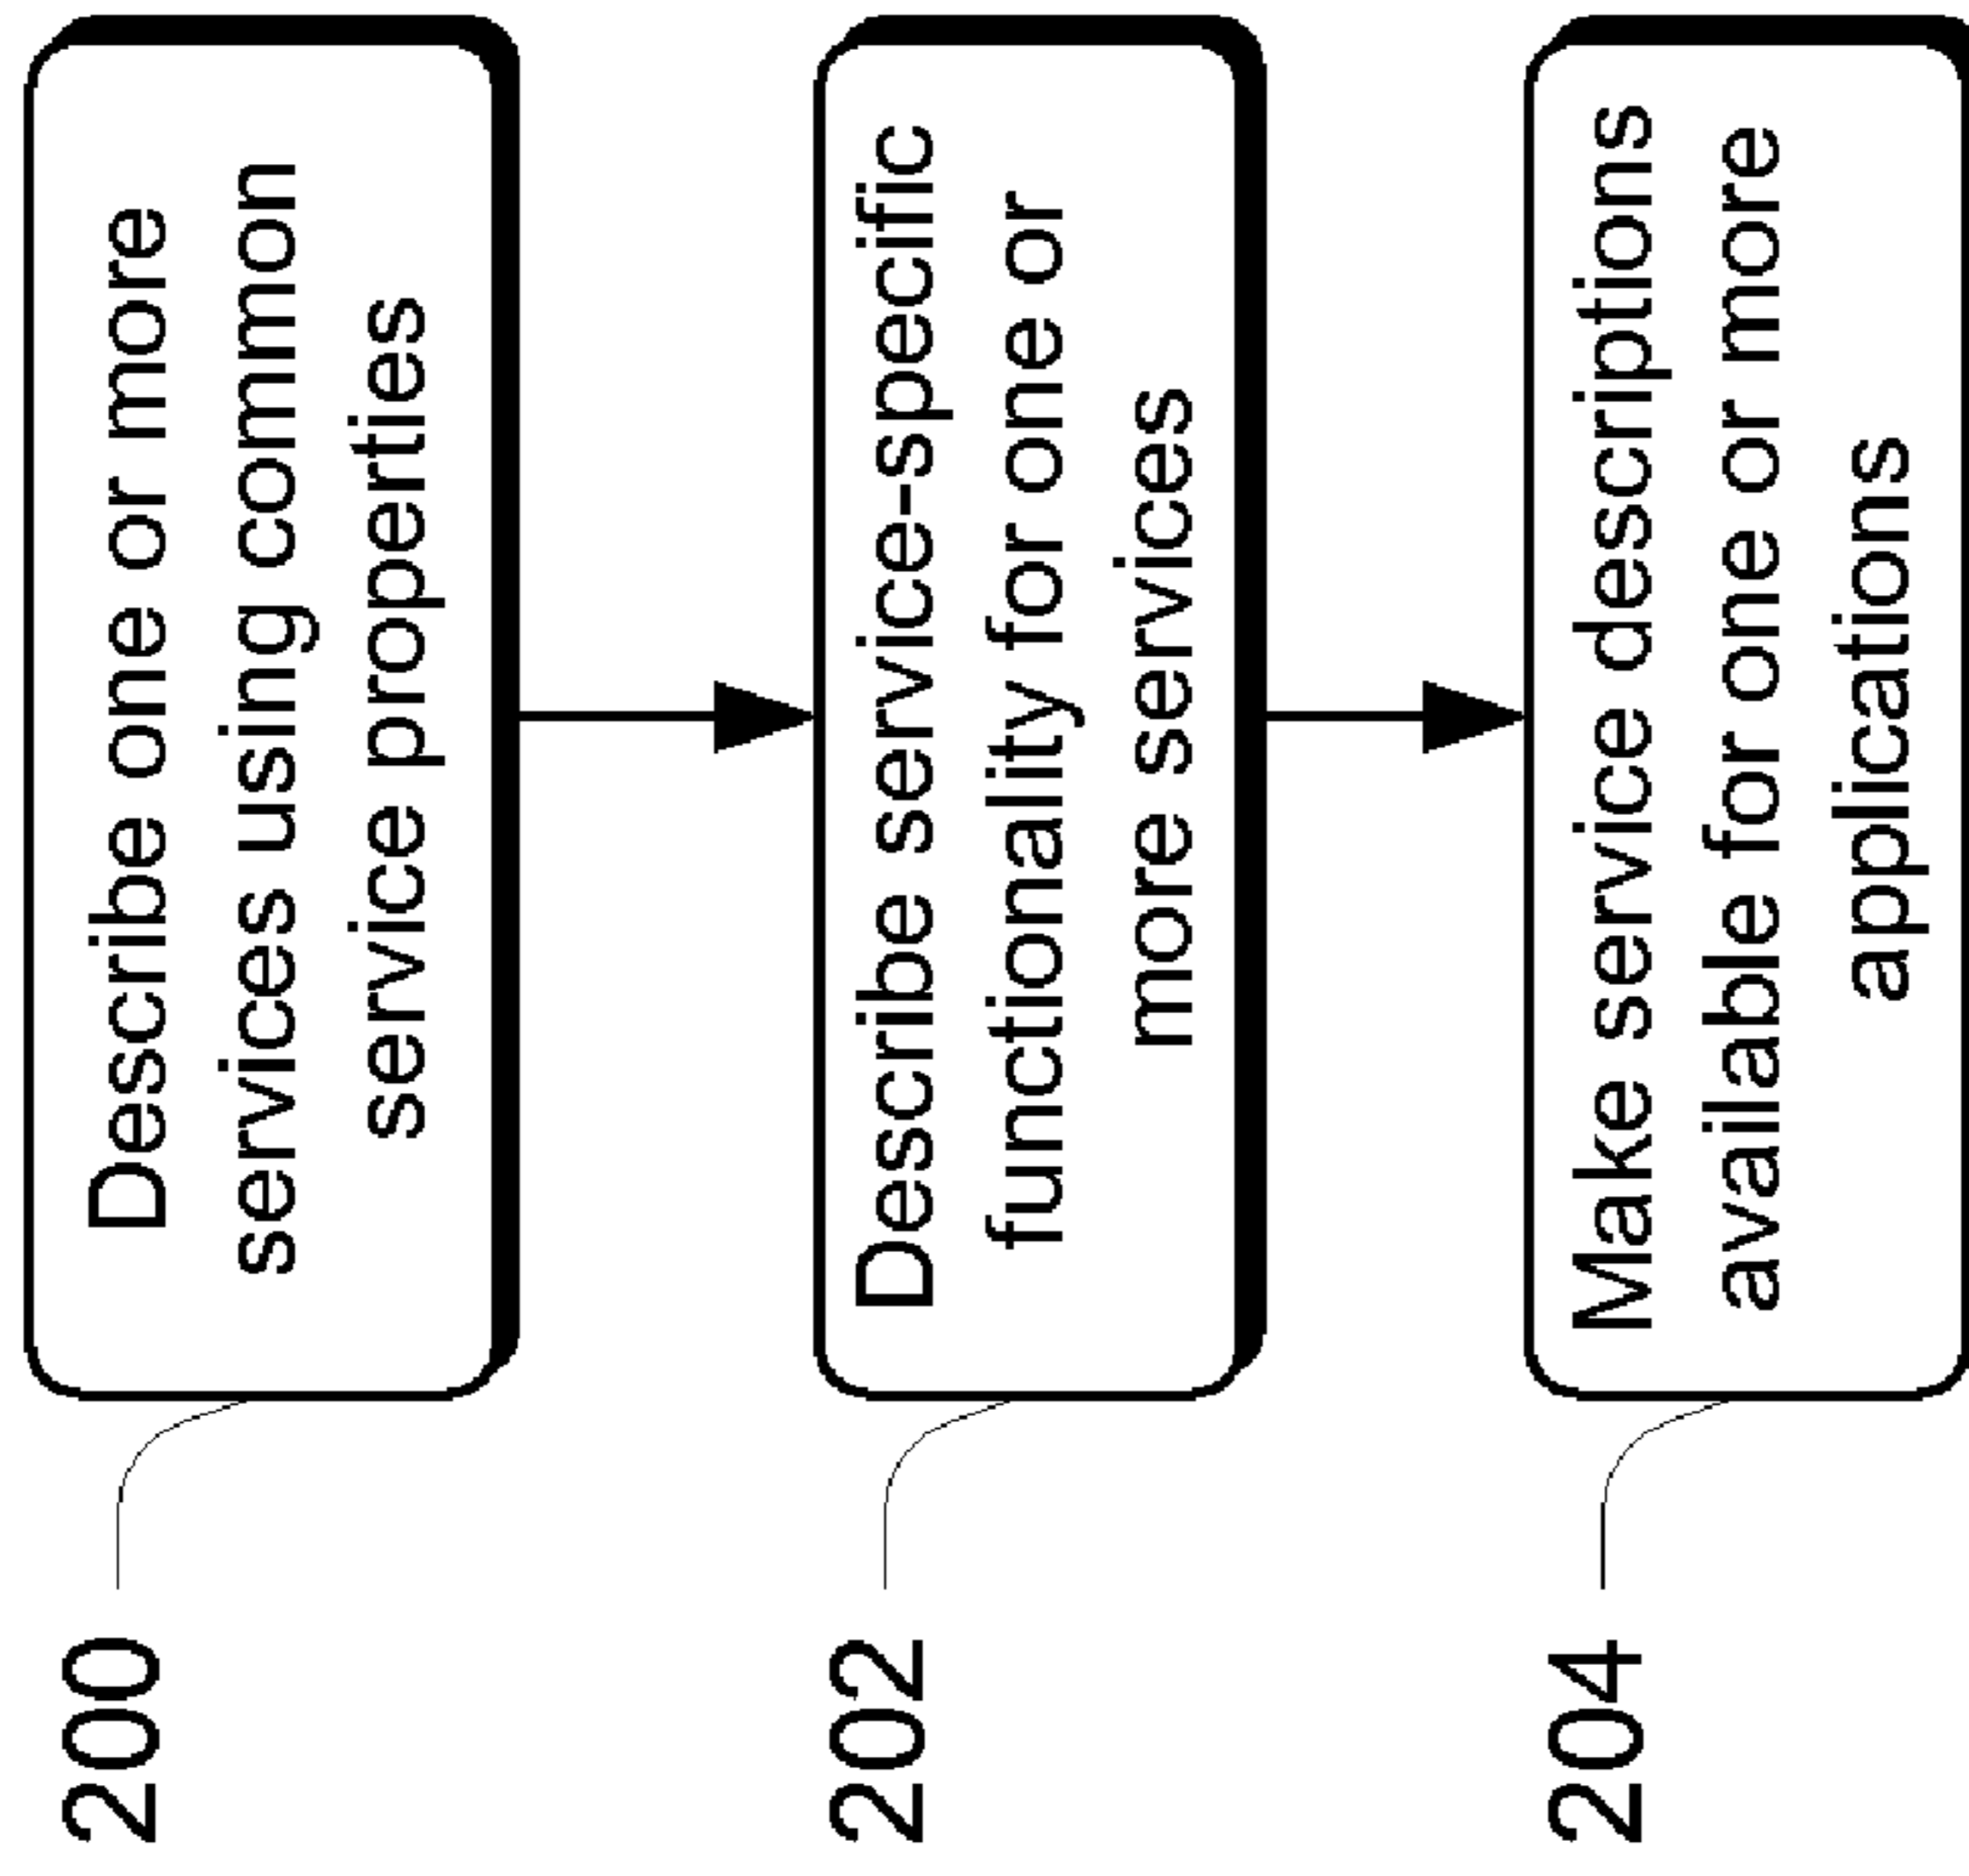 200
Describe one or more
services using common
service properties
202
Describe service-specific
functionality for one or
more services
204
Make service descriptions
available for one or more
applications